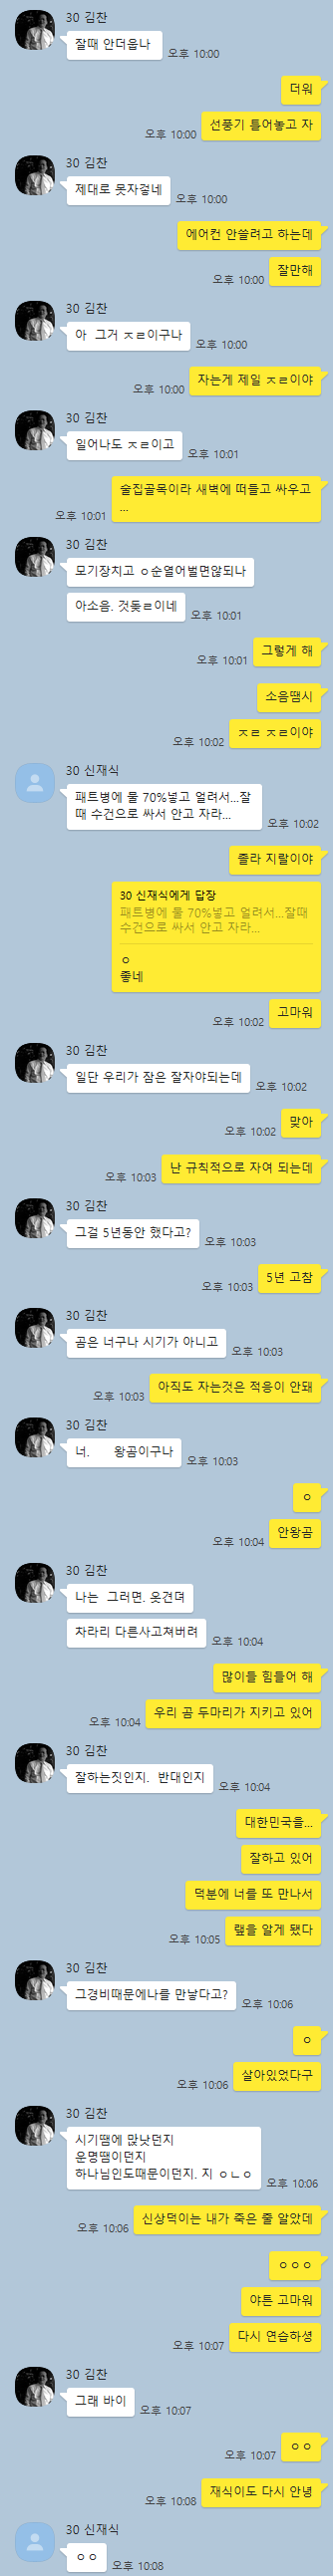 30 김찬
잘때 안더웁나
오후 10:00
더워
선풍기 틀어놓고 자
오후 10:00
30 김찬
제대로 못자겋네
오후 10:00
에어컨 안쓸려고 하는데
잘만해
오후 10:00
30 김찬
아 그거 ㅈㄹ이구나
오후 10:00
자는게 제일 ㅈㄹ이야
오후 10:00
30 김찬
일어나도 ㅈㄹ이고
오후 10:01
술집골목이라 새벽에 떠들고 싸우고
...
오후 10:01
30 김찬
모기장치고 ㅇ순열어벌면않되나
아소음. 것돛ㄹ이네
오후 10:01
그렇게 해
오후 10:01
소음땜시
ㅈㄹ ㅈㄹ이야
오후 10:02
30 신재식
패트병에 물 70%넣고 얼려서...잘
때 수건으로 싸서 안고 자라...
오후 10:02
졸라 지랄이야
30 신재식에게 답장
패트병에 물 70%넣고 얼려서...잘때
수건으로 싸서 안고 자라...
ㅇ
좋네
고마워
오후 10:02
30 김찬
일단 우리가 잠은 잘자야되는데
오후 10:02
맞아
오후 10:02
난 규칙적으로 자여 되는데
오후 10:03
30 김찬
그걸 5년동안 했다고?
오후 10:03
5년 고참
오후 10:03
30 김찬
곰은 너구나 시기가 아니고
오후 10:03
아직도 자는것은 적응이 안돼
오후 10:03
30 김찬
너. 왕곰이구나
오후 10:03
ㅇ
안왕곰
오후 10:04
30 김찬
나는 그러면. 옷견뎌
차라리 다른사고쳐버려
오후 10:04
많이들 힘들어 해
우리 곰 두마리가 지키고 있어
오후 10:04
30 김찬
잘하는짓인지. 반대인지
오후 10:04
대한민국을...
잘하고 있어
덕분에 너를 또 만나서
랲을 알게 됐다
오후 10:05
30 김찬
그경비때문에나를 만낳다고?
오후 10:06
ㅇ
살아있었다구
오후 10:06
30 김찬
시기땜에 맍낫던지
운명땜이던지
하나님인도때문이던지. 지 ㅇㄴㅇ
오후 10:06
신상덕이는 내가 죽은 줄 알았데
오후 10:06
ㅇㅇㅇ
야튼 고마워
다시 연습하셩
오후 10:07
30 김찬
그래 바이
오후 10:07
ㅇㅇ
오후 10:07
재식이도 다시 안녕
오후 10:08
30 신재식
ㅇㅇ
오후 10:08